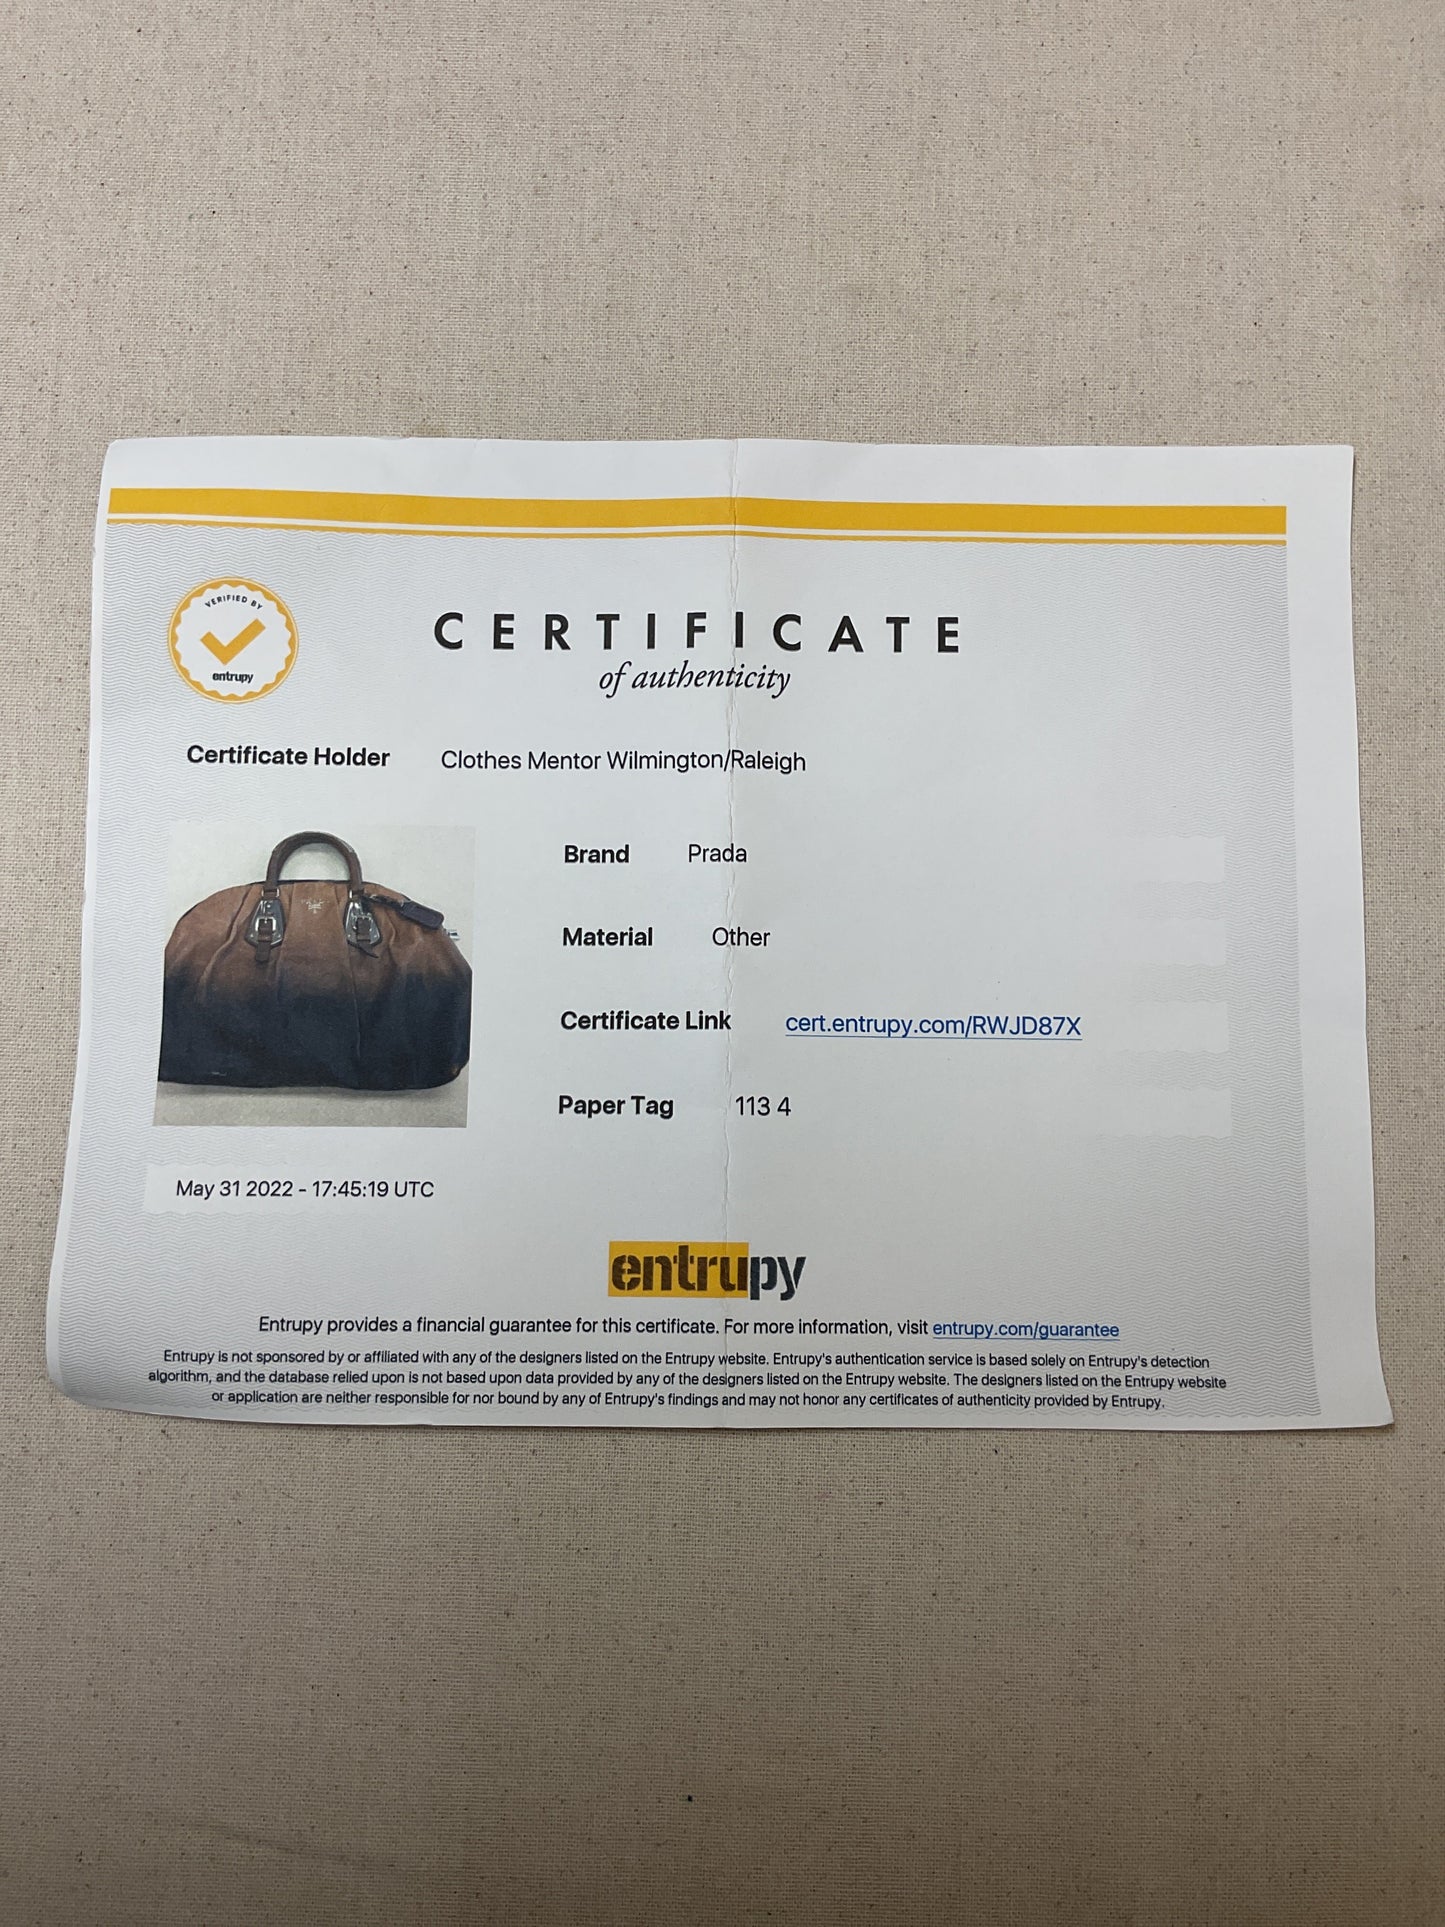 VERIFIED BY
entrupy
CERTIFICATE
of authenticity
Certificate Holder Clothes Mentor Wilmington/Raleigh
Brand Prada
Material Other
Certificate Link cert.entrupy.com/RWJD87X
Paper Tag 113 4
May 31 2022 - 17:45:19 UTC
entrupy
Entrupy provides a financial guarantee for this certificate. For more information, visit entrupy.com/guarantee
Entrupy is not sponsored by or affiliated with any of the designers listed on the Entrupy website. Entrupy's authentication service is based solely on Entrupy's detection
algorithm, and the database relied upon is not based upon data provided by any of the designers listed on the Entrupy website. The designers listed on the Entrupy website
or application are neither responsible for nor bound by any of Entrupy's findings and may not honor any certificates of authenticity provided by Entrupy.